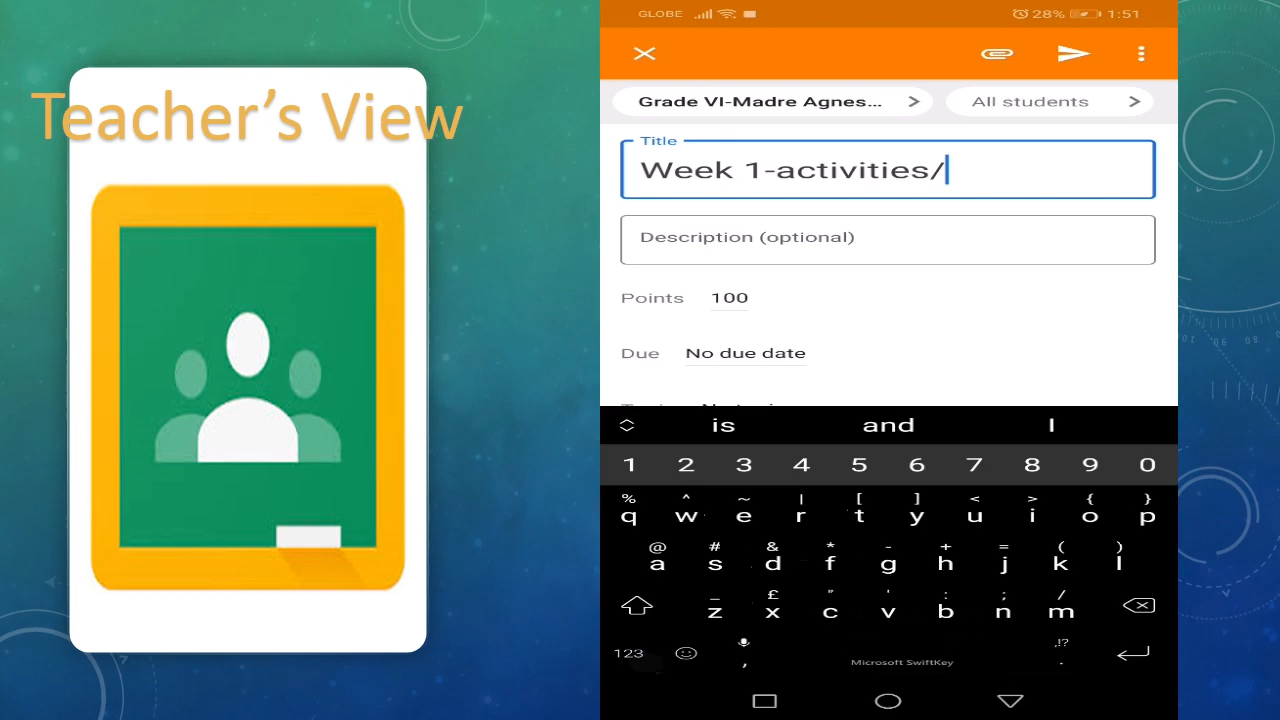 Teacher's View
GLOBE 28% 1:51
Grade VI-Madre Agnes... > All students >
Title
Week 1-activities/
Description (optional)
Points 100
Due No due date
is and I
1 2 3 4 5 6 7 8 9 0
% ^ ~ | [ ] < > { }
q w e r t y u i o p
@ # & * - + = ( )
a s d f g h j k l
_ £ " ' : ; /
z x c v b n m
,!?
123 , Microsoft SwiftKey .